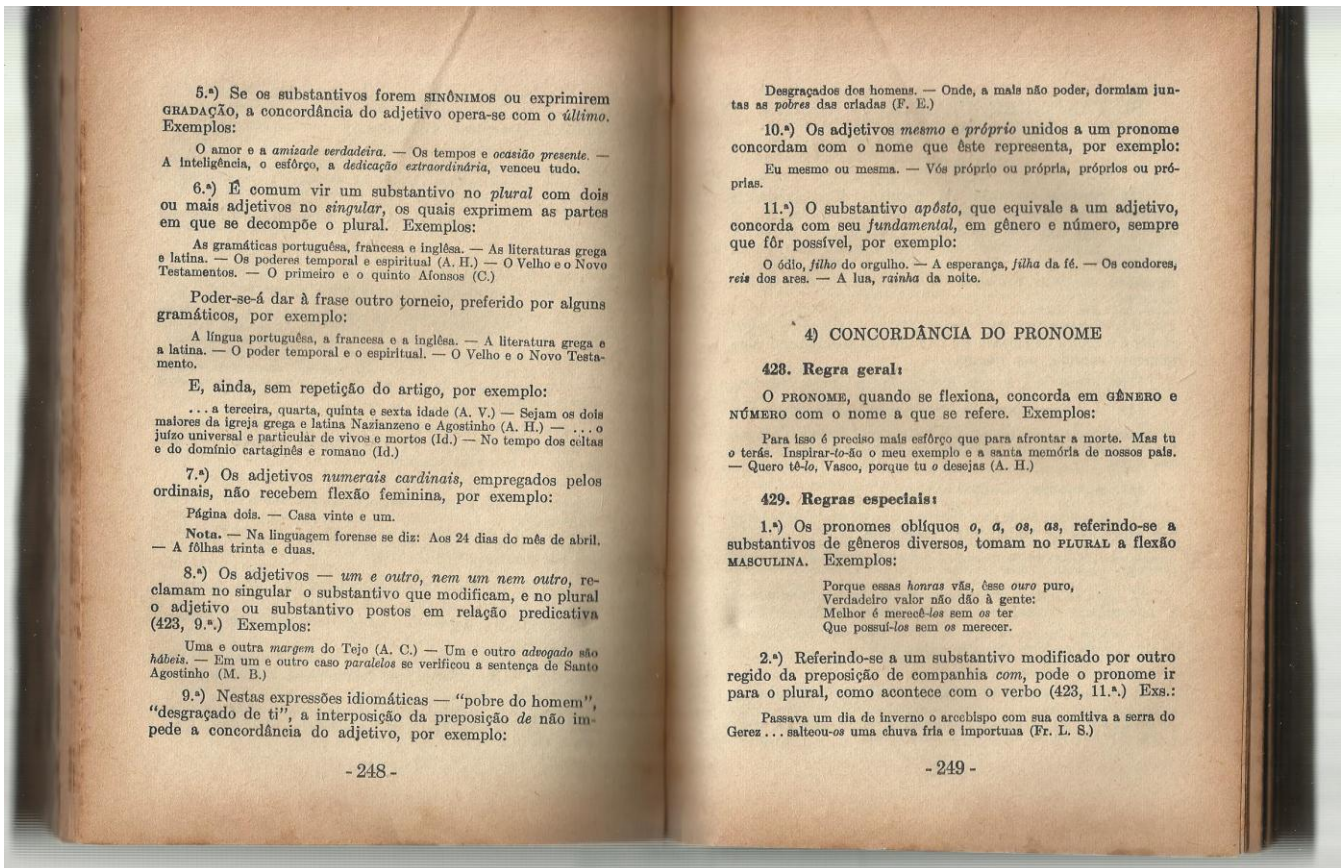 5.ª) Se os substantivos forem SINÔNIMOS ou exprimirem
GRADAÇÃO, a concordância do adjetivo opera-se com o último.
Exemplos:
O amor e a amizade verdadeira. — Os tempos e ocasião presente. —
A inteligência, o esfôrço, a dedicação extraordinária, venceu tudo.
6.ª) É comum vir um substantivo no plural com dois
ou mais adjetivos no singular, os quais exprimem as partes
em que se decompõe o plural. Exemplos:
As gramáticas portuguêsa, francesa e inglêsa. — As literaturas grega
e latina. — Os poderes temporal e espiritual (A. H.) — O Velho e o Novo
Testamentos. — O primeiro e o quinto Afonsos (C.)
Poder-se-á dar à frase outro torneio, preferido por alguns
gramáticos, por exemplo:
A língua portuguêsa, a francesa e a inglêsa. — A literatura grega e
a latina. — O poder temporal e o espiritual. — O Velho e o Novo Testa-
mento.
E, ainda, sem repetição do artigo, por exemplo:
...a terceira, quarta, quinta e sexta idade (A. V.) — Sejam os dois
maiores da igreja grega e latina Nazianzeno e Agostinho (A. H.) — ...o
juízo universal e particular de vivos e mortos (Id.) — No tempo dos celtas
e do domínio cartaginês e romano (Id.)
7.ª) Os adjetivos numerais cardinais, empregados pelos
ordinais, não recebem flexão feminina, por exemplo:
Página dois. — Casa vinte e um.
Nota. — Na linguagem forense se diz: Aos 24 dias do mês de abril.
— A fôlhas trinta e duas.
8.ª) Os adjetivos — um e outro, nem um nem outro, re-
clamam no singular o substantivo que modificam, e no plural
o adjetivo ou substantivo postos em relação predicativa
(423, 9.ª.) Exemplos:
Uma e outra margem do Tejo (A. C.) — Um e outro advogado são
hábeis. — Em um e outro caso paralelos se verificou a sentença de Santo
Agostinho (M. B.)
9.ª) Nestas expressões idiomáticas — "pobre do homem",
"desgraçado de ti", a interposição da preposição de não im-
pede a concordância do adjetivo, por exemplo:
- 248 -
Desgraçados dos homens. — Onde, a mais não poder, dormiam jun-
tas as pobres das criadas (F. E.)
10.ª) Os adjetivos mesmo e próprio unidos a um pronome
concordam com o nome que êste representa, por exemplo:
Eu mesmo ou mesma. — Vós próprio ou própria, próprios ou pró-
prias.
11.ª) O substantivo apôsto, que equivale a um adjetivo,
concorda com seu fundamental, em gênero e número, sempre
que fôr possível, por exemplo:
O ódio, filho do orgulho. — A esperança, filha da fé. — Os condores,
reis dos ares. — A lua, rainha da noite.
4) CONCORDÂNCIA DO PRONOME
428. Regra geral:
O PRONOME, quando se flexiona, concorda em GÊNERO e
NÚMERO com o nome a que se refere. Exemplos:
Para isso é preciso mais esfôrço que para afrontar a morte. Mas tu
o terás. Inspirar-to-ão o meu exemplo e a santa memória de nossos pais.
— Quero tê-lo, Vasco, porque tu o desejas (A. H.)
429. Regras especiais:
1.ª) Os pronomes oblíquos o, a, os, as, referindo-se a
substantivos de gêneros diversos, tomam no PLURAL a flexão
MASCULINA. Exemplos:
Porque essas honras vãs, êsse ouro puro,
Verdadeiro valor não dão à gente:
Melhor é merecê-los sem os ter
Que possuí-los sem os merecer.
2.ª) Referindo-se a um substantivo modificado por outro
regido da preposição de companhia com, pode o pronome ir
para o plural, como acontece com o verbo (423, 11.ª.) Exs.:
Passava um dia de inverno o arcebispo com sua comitiva a serra do
Gerez ... salteou-os uma chuva fria e importuna (Fr. L. S.)
- 249 -